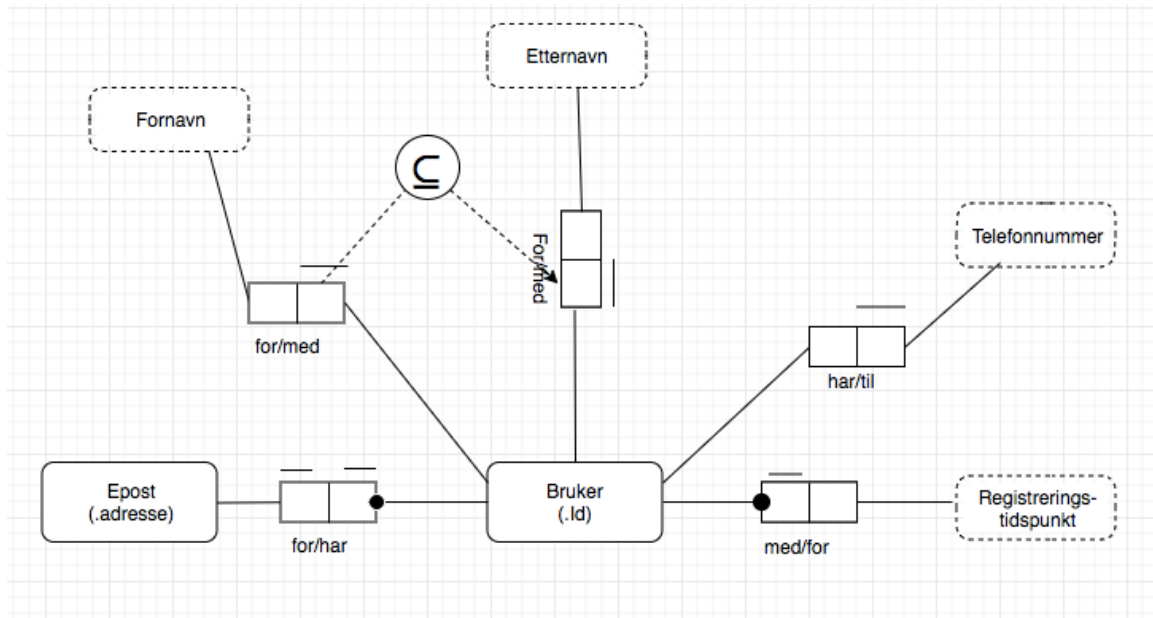 Etternavn
Fornavn
⊆
For/med
Telefonnummer
for/med
har/til
Epost
(.adresse)
Bruker
(.Id)
Registrerings-
tidspunkt
for/har
med/for